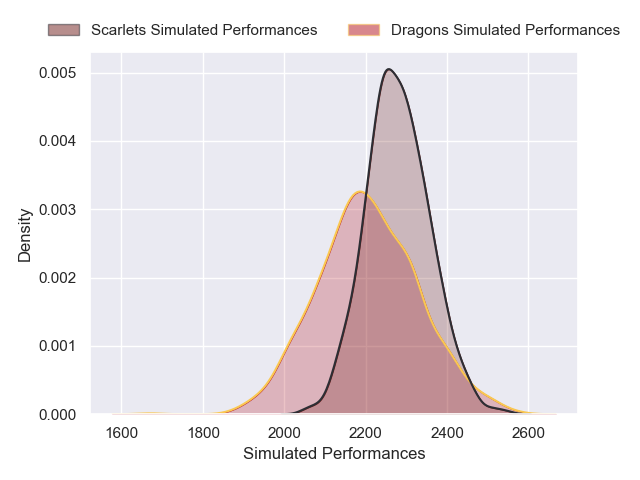 Scarlets Simulated Performances Dragons Simulated Performances
0.005
0.004
0.003
0.002
0.001
0.000
Density
1600 1800 2000 2200 2400 2600
Simulated Performances